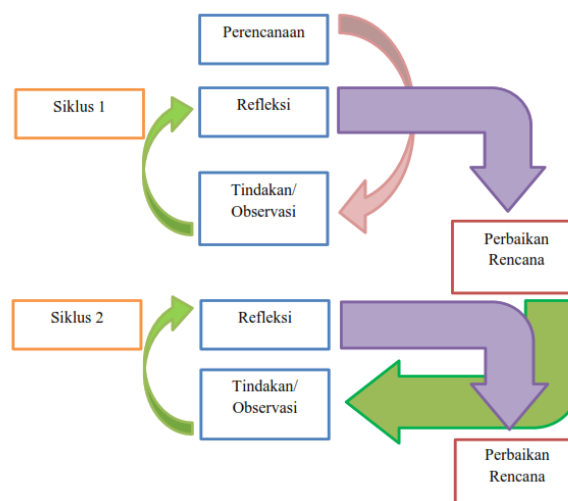 Perencanaan
Siklus 1
Refleksi
Tindakan/
Observasi
Perbaikan
Rencana
Siklus 2
Refleksi
Tindakan/
Observasi
Perbaikan
Rencana